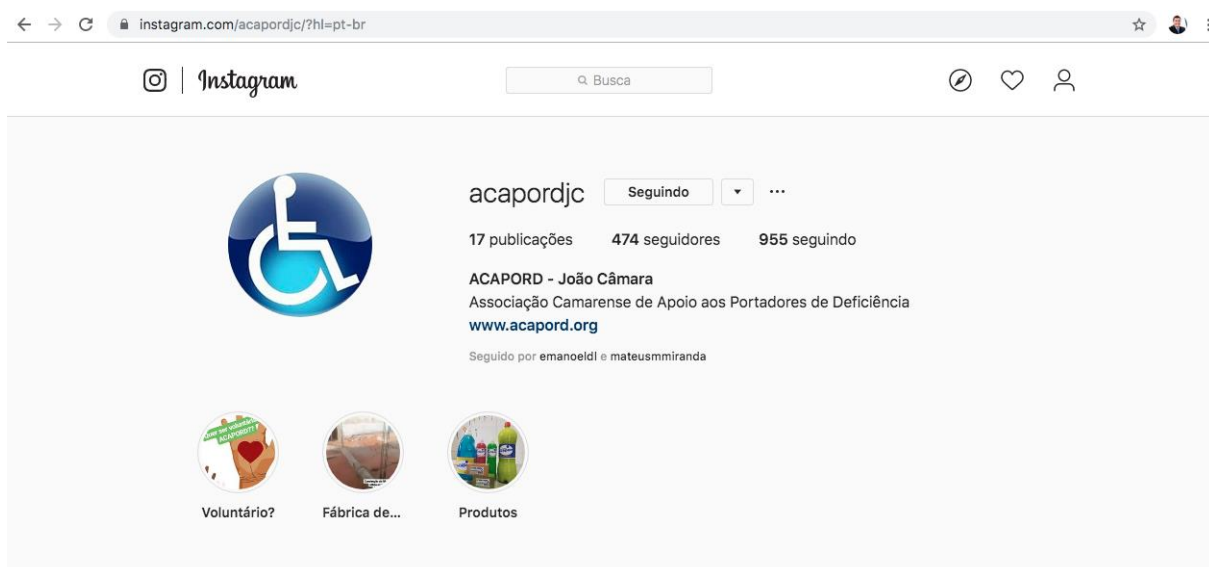 instagram.com/acapordjc/?hl=pt-br
Instagram
Busca
acapordjc Seguindo
17 publicações 474 seguidores 955 seguindo
ACAPORD - João Câmara
Associação Camarense de Apoio aos Portadores de Deficiência
www.acapord.org
Seguido por emanoeldl e mateusmmiranda
ACAPORD?!
Voluntário? Fábrica de... Produtos